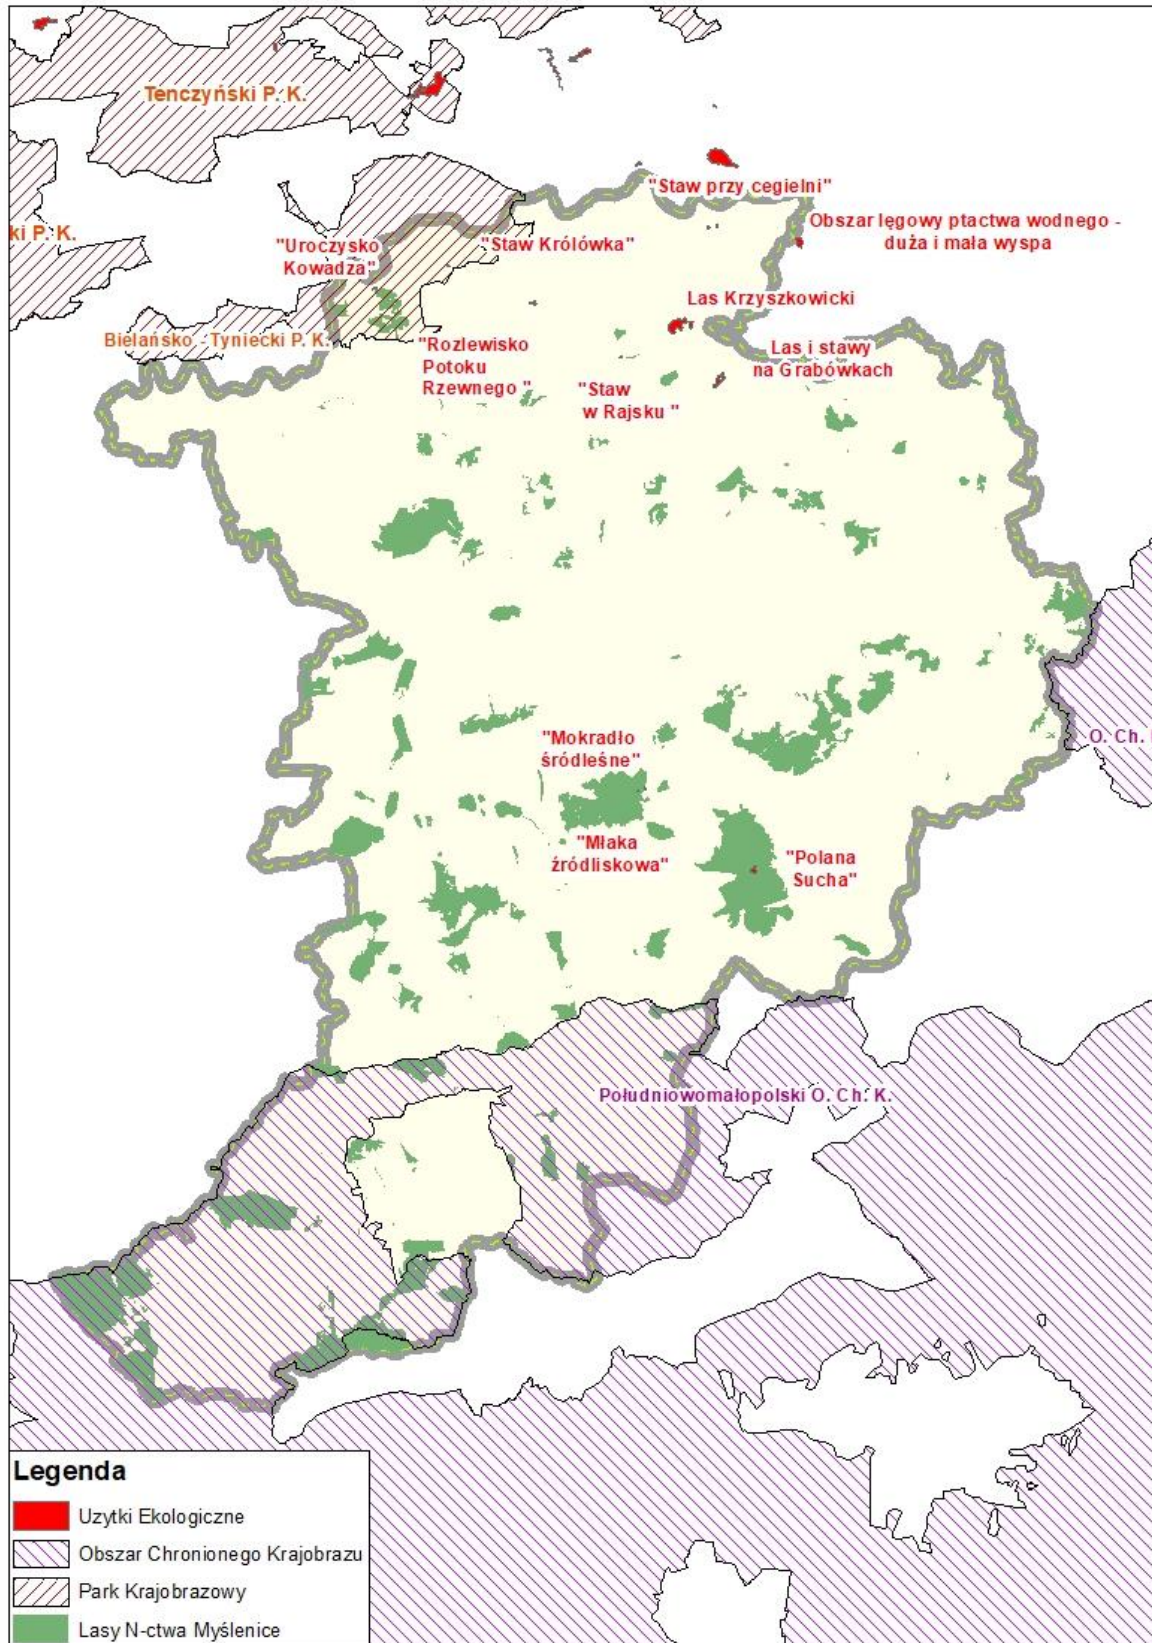 Tenczyński P. K.
"Staw przy cegielni"
ki P. K.
Obszar lęgowy ptactwa wodnego -
duża i mała wyspa
"Uroczysko
Kowadza"
"Staw Królówka"
Las Krzyszkowicki
Bielańsko - Tyniecki P. K.
"Rozlewisko
Potoku
Rzewnego "
Las i stawy
na Grabówkach
"Staw
w Rajsku "
"Mokradło
śródleśne"
O. Ch.
"Młaka
źródliskowa"
"Polana
Sucha"
Południowomałopolski O. Ch. K.
Legenda
Uzytki Ekologiczne
Obszar Chronionego Krajobrazu
Park Krajobrazowy
Lasy N-ctwa Myślenice